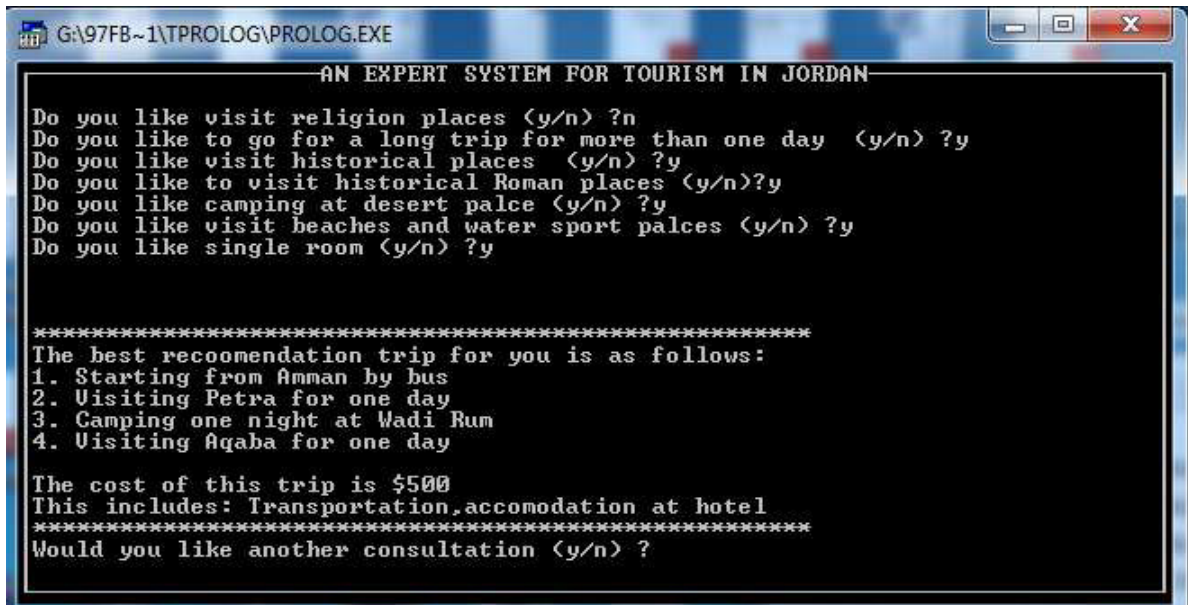 G:\97FB~1\TPROLOG\PROLOG.EXE
AN EXPERT SYSTEM FOR TOURISM IN JORDAN
Do you like visit religion places (y/n) ?n
Do you like to go for a long trip for more than one day  (y/n) ?y
Do you like visit historical places  (y/n) ?y
Do you like to visit historical Roman places (y/n)?y
Do you like camping at desert palce (y/n) ?y
Do you like visit beaches and water sport palces (y/n) ?y
Do you like single room (y/n) ?y
******************************************************
The best recoomendation trip for you is as follows:
1. Starting from Amman by bus
2. Visiting Petra for one day
3. Camping one night at Wadi Rum
4. Visiting Aqaba for one day
The cost of this trip is $500
This includes: Transportation,accomodation at hotel
******************************************************
Would you like another consultation (y/n) ?